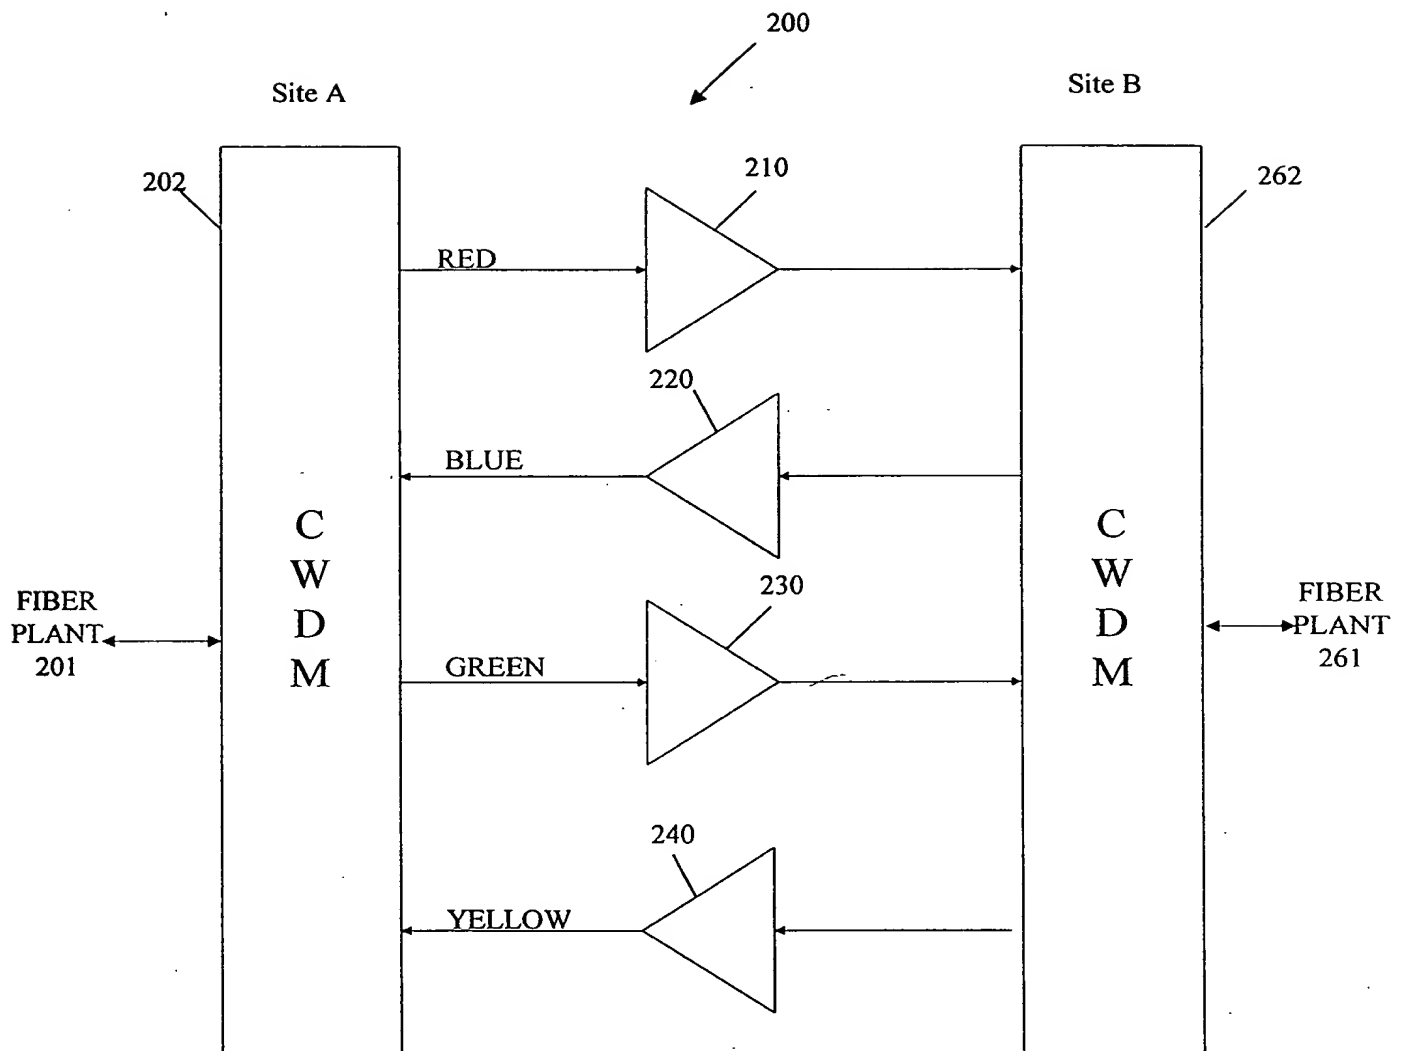 200
Site A
Site B
202
210
262
RED
220
BLUE
C
W
D
M
C
W
D
M
230
FIBER
PLANT
201
FIBER
PLANT
261
GREEN
240
YELLOW